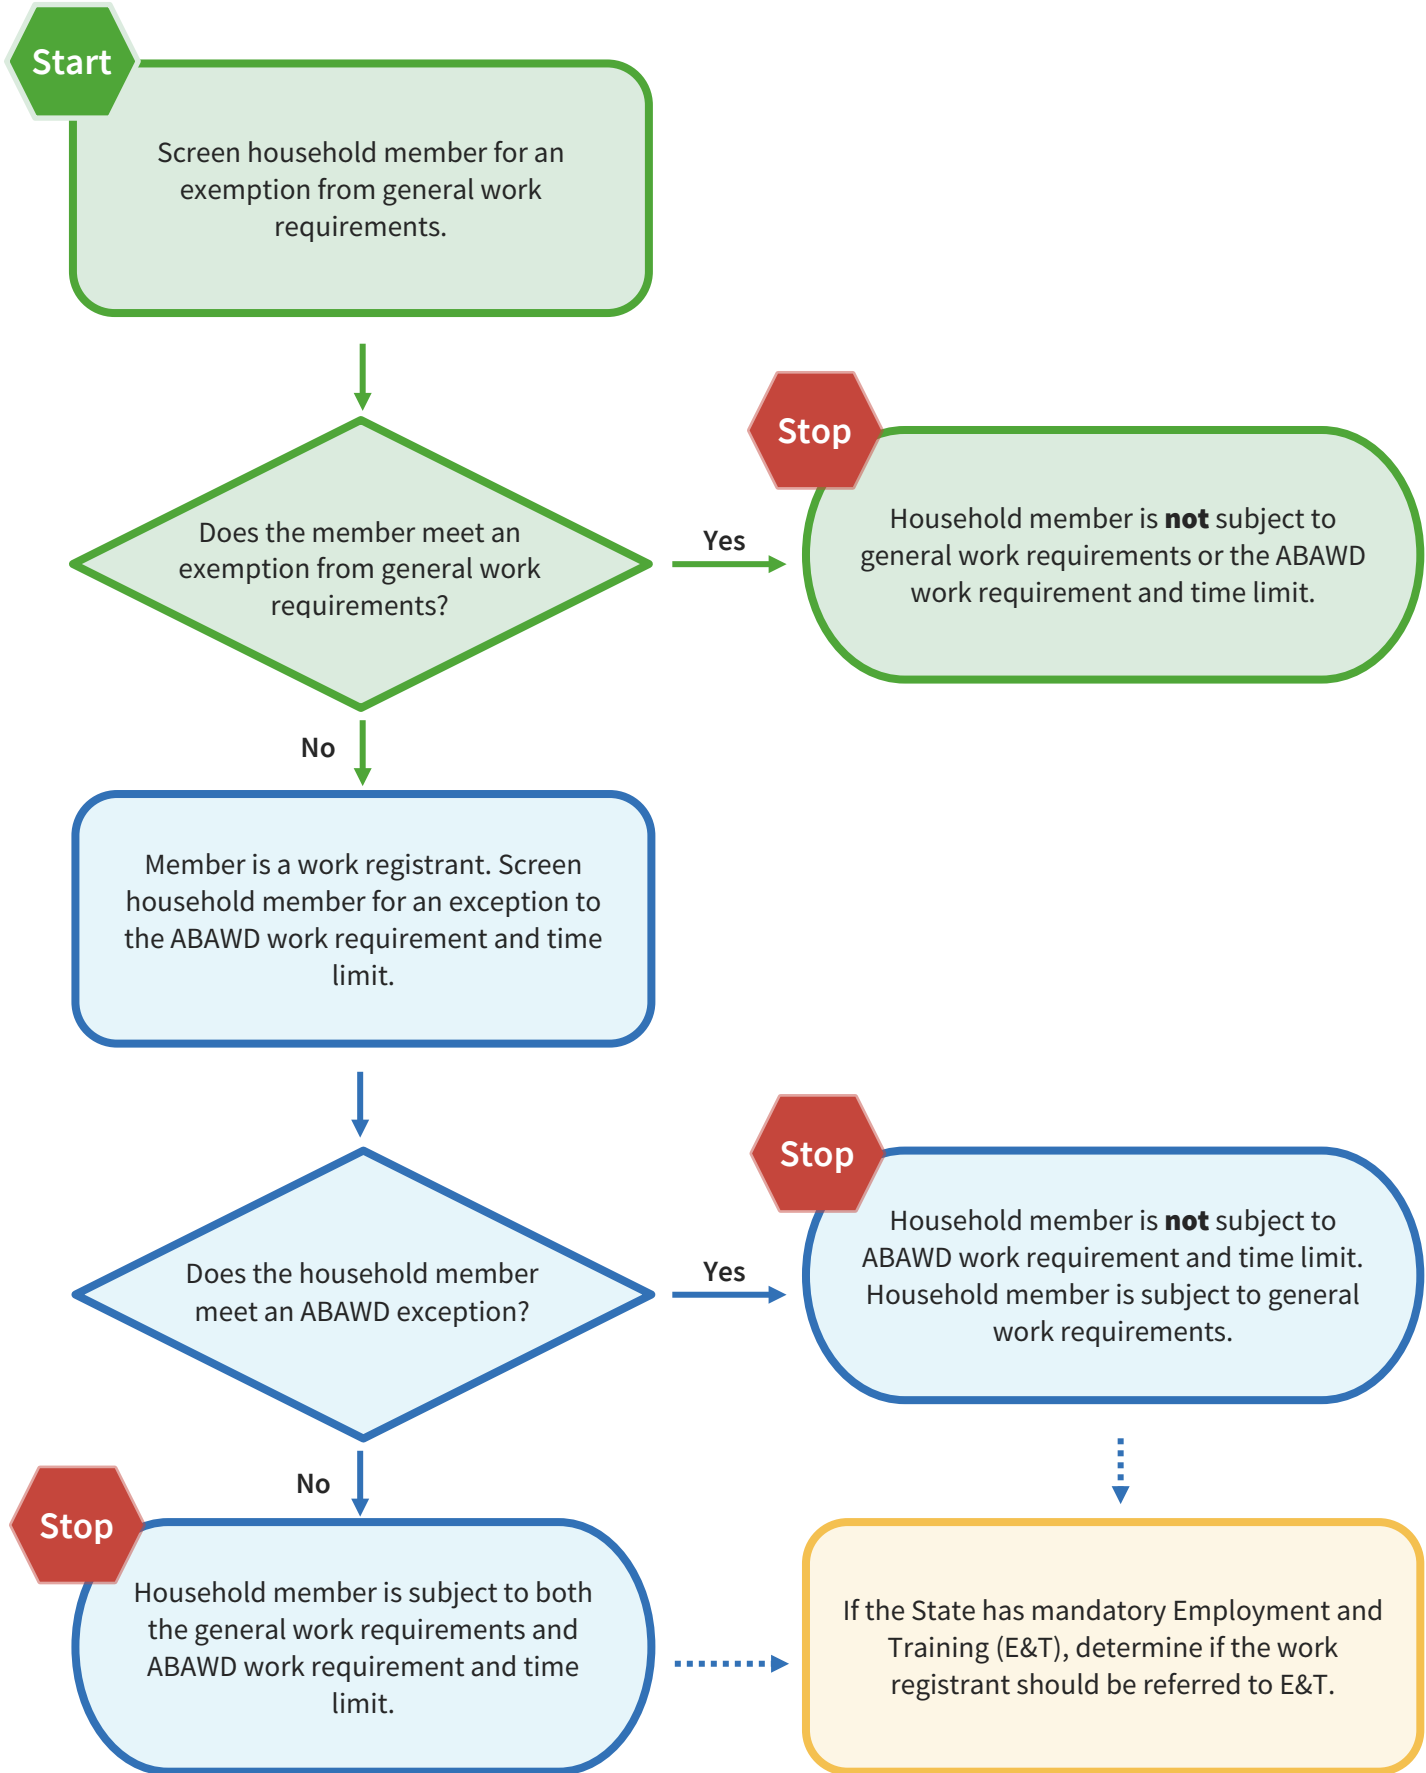 Start
Screen household member for an
exemption from general work
requirements.
Does the member meet an
exemption from general work
requirements?
Yes
Stop
Household member is not subject to
general work requirements or the ABAWD
work requirement and time limit.
No
Member is a work registrant. Screen
household member for an exception to
the ABAWD work requirement and time
limit.
Does the household member
meet an ABAWD exception?
Yes
Stop
Household member is not subject to
ABAWD work requirement and time limit.
Household member is subject to general
work requirements.
No
Stop
Household member is subject to both
the general work requirements and
ABAWD work requirement and time
limit.
If the State has mandatory Employment and
Training (E&T), determine if the work
registrant should be referred to E&T.